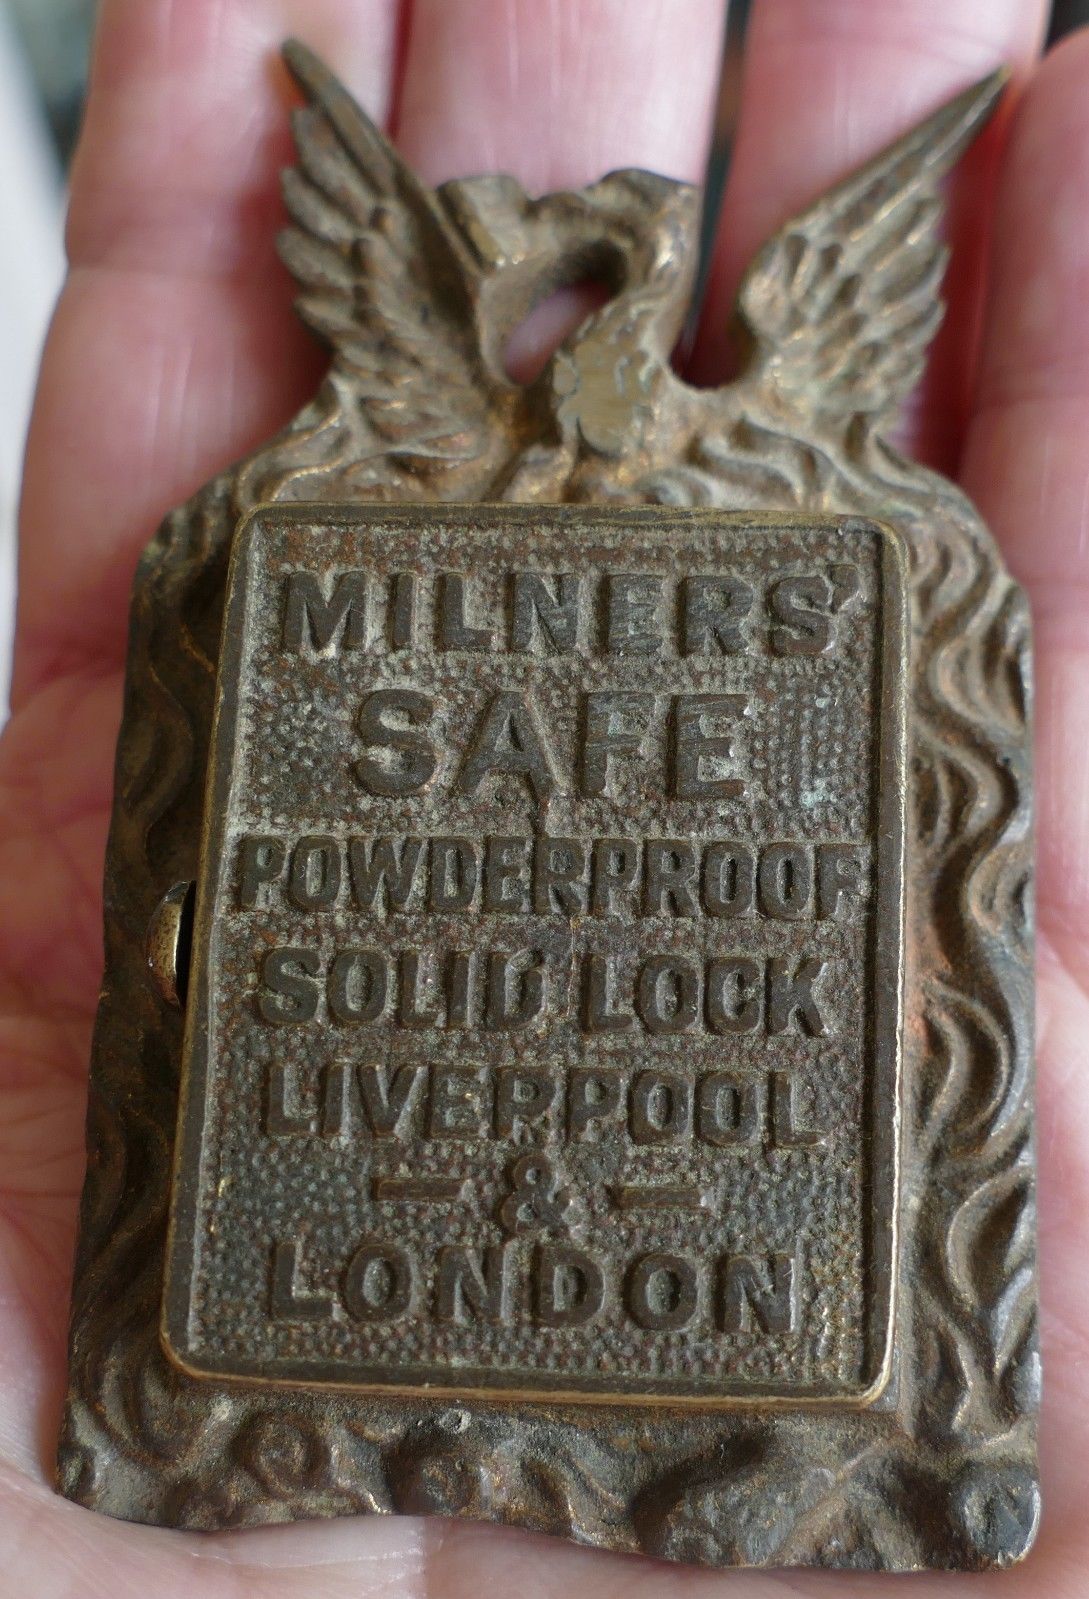 MILNERS'
SAFE
POWDERPROOF
SOLID LOCK
LIVERPOOL
— & —
LONDON